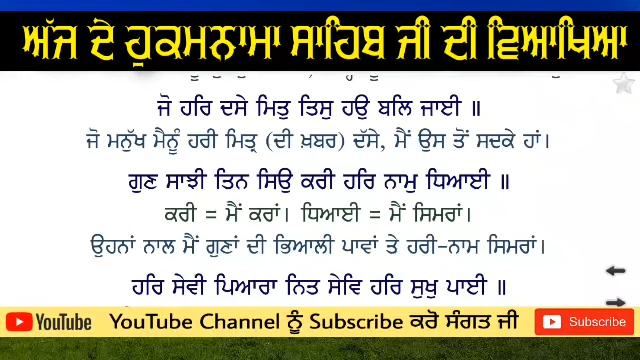 ਅੱਜ ਦੇ ਹੁਕਮਨਾਮਾ ਸਾਹਿਬ ਜੀ ਦੀ ਵਿਆਖਿਆ
ਜੋ ਹਰਿ ਦਸੇ ਮਿਤੁ ਤਿਸੁ ਹਉ ਬਲਿ ਜਾਈ ॥
ਜੋ ਮਨੁੱਖ ਮੈਨੂੰ ਹਰੀ ਮਿਤ੍ਰ (ਦੀ ਖ਼ਬਰ) ਦੱਸੇ, ਮੈਂ ਉਸ ਤੋਂ ਸਦਕੇ ਹਾਂ।
ਗੁਣ ਸਾਝੀ ਤਿਨ ਸਿਉ ਕਰੀ ਹਰਿ ਨਾਮੁ ਧਿਆਈ ॥
ਕਰੀ = ਮੈਂ ਕਰਾਂ। ਧਿਆਈ = ਮੈਂ ਸਿਮਰਾਂ।
ਉਹਨਾਂ ਨਾਲ ਮੈਂ ਗੁਣਾਂ ਦੀ ਭਿਆਲੀ ਪਾਵਾਂ ਤੇ ਹਰੀ-ਨਾਮ ਸਿਮਰਾਂ।
ਹਰਿ ਸੇਵੀ ਪਿਆਰਾ ਨਿਤ ਸੇਵਿ ਹਰਿ ਸੁਖੁ ਪਾਈ ॥
YouTube YouTube Channel ਨੂੰ Subscribe ਕਰੋ ਸੰਗਤ ਜੀ Subscribe